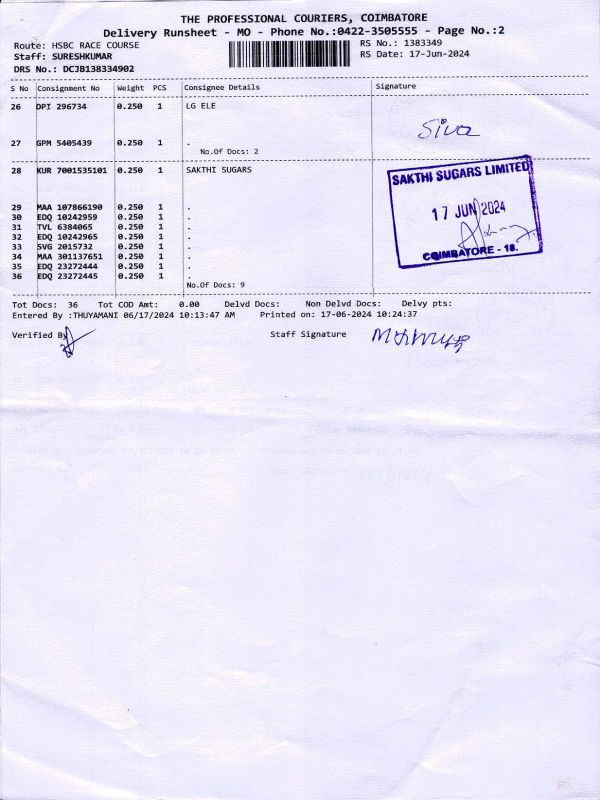 THE PROFESSIONAL COURIERS, COIMBATORE
Delivery Runsheet - MO - Phone No.:0422-3505555 - Page No.:2
Route: HSBC RACE COURSE RS No.: 1383349
Staff: SURESHKUMAR RS Date: 17-Jun-2024
DRS No.: DCJB138334902
S No Consignment No Weight PCS Consignee Details Signature
26 DPI 296734 0.250 1 LG ELE
Siva
27 GPM 5405439 0.250 1 .
No.Of Docs: 2
28 KUR 7001535101 0.250 1 SAKTHI SUGARS
SAKTHI SUGARS LIMITED
17 JUN 2024
COIMBATORE - 18.
29 MAA 107866190 0.250 1 .
30 EDQ 10242959 0.250 1 .
31 TVL 6384065 0.250 1 .
32 EDQ 10242965 0.250 1 .
33 SVG 2015732 0.250 1 .
34 MAA 301137651 0.250 1 .
35 EDQ 23272444 0.250 1 .
36 EDQ 23272445 0.250 1 .
No.Of Docs: 9
Tot Docs: 36 Tot COD Amt: 0.00 Delvd Docs: Non Delvd Docs: Delvy pts:
Entered By :THUYAMANI 06/17/2024 10:13:47 AM Printed on: 17-06-2024 10:24:37
Verified By Staff Signature